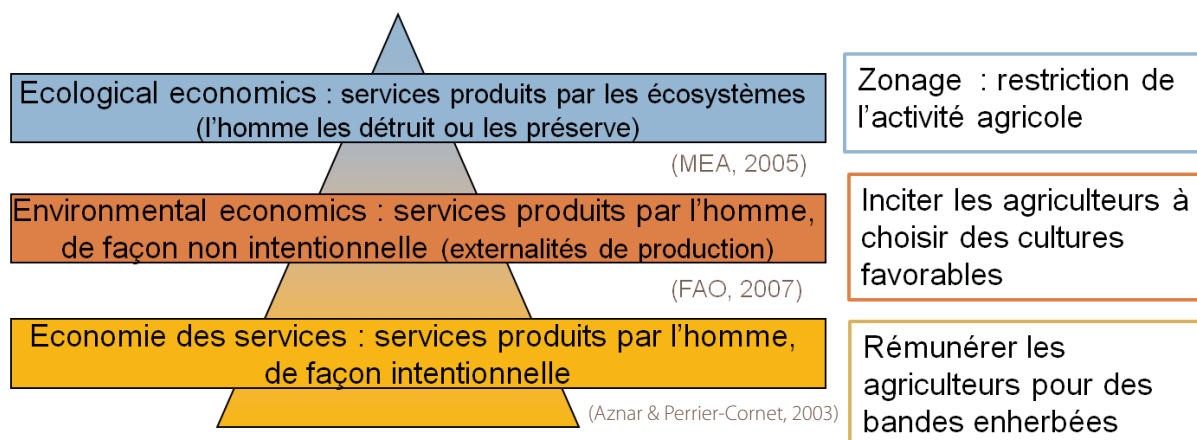 Ecological economics : services produits par les écosystèmes
(l’homme les détruit ou les préserve)
(MEA, 2005)
Zonage : restriction de
l’activité agricole
Environmental economics : services produits par l’homme,
de façon non intentionnelle (externalités de production)
(FAO, 2007)
Inciter les agriculteurs à
choisir des cultures
favorables
Economie des services : services produits par l’homme,
de façon intentionnelle
(Aznar & Perrier-Cornet, 2003)
Rémunérer les
agriculteurs pour des
bandes enherbées